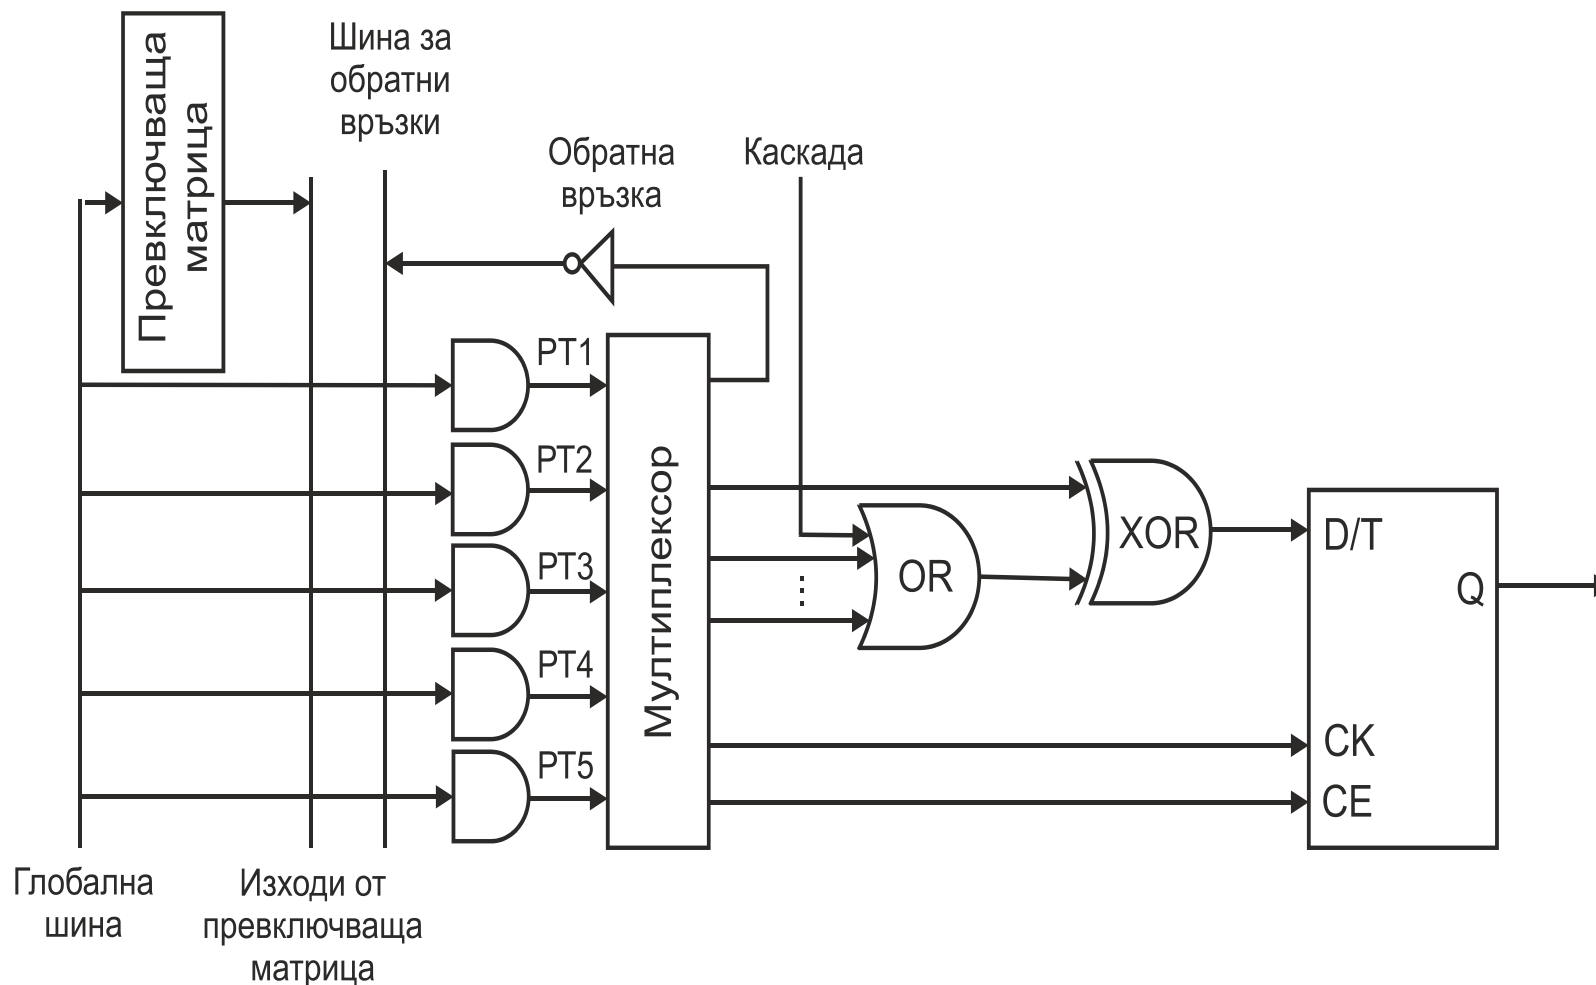 Превключваща
матрица
Шина за
обратни
връзки
Обратна
връзка
Каскада
PT1
PT2
PT3
PT4
PT5
Мултиплексор
OR
XOR
D/T
Q
CK
CE
Глобална
шина
Изходи от
превключваща
матрица